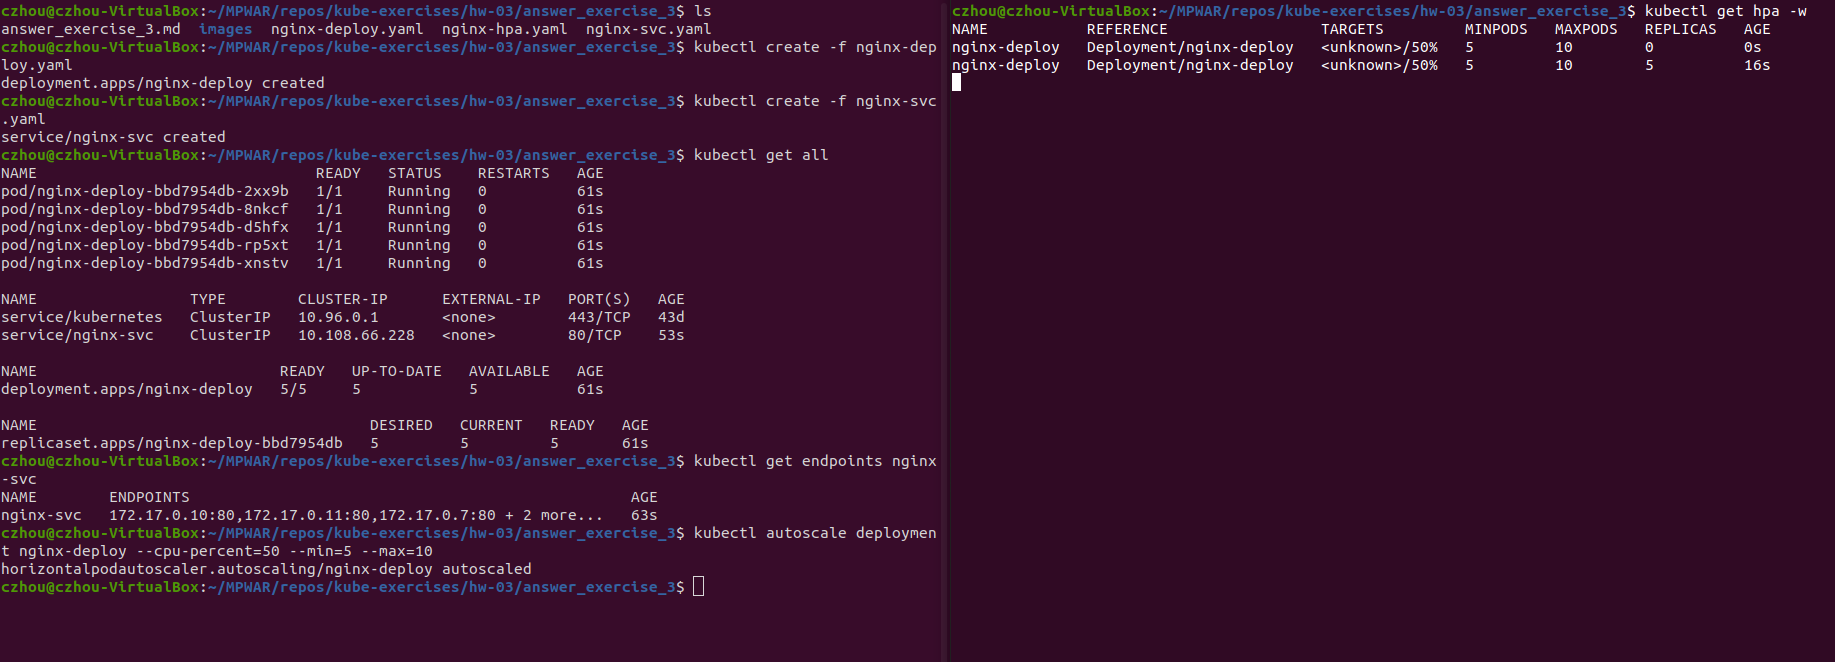 czhou@czhou-VirtualBox:~/MPWAR/repos/kube-exercises/hw-03/answer_exercise_3$ ls
answer_exercise_3.md  images  nginx-deploy.yaml  nginx-hpa.yaml  nginx-svc.yaml
czhou@czhou-VirtualBox:~/MPWAR/repos/kube-exercises/hw-03/answer_exercise_3$ kubectl create -f nginx-dep
loy.yaml
deployment.apps/nginx-deploy created
czhou@czhou-VirtualBox:~/MPWAR/repos/kube-exercises/hw-03/answer_exercise_3$ kubectl create -f nginx-svc
.yaml
service/nginx-svc created
czhou@czhou-VirtualBox:~/MPWAR/repos/kube-exercises/hw-03/answer_exercise_3$ kubectl get all
NAME                               READY   STATUS    RESTARTS   AGE
pod/nginx-deploy-bbd7954db-2xx9b   1/1     Running   0          61s
pod/nginx-deploy-bbd7954db-8nkcf   1/1     Running   0          61s
pod/nginx-deploy-bbd7954db-d5hfx   1/1     Running   0          61s
pod/nginx-deploy-bbd7954db-rp5xt   1/1     Running   0          61s
pod/nginx-deploy-bbd7954db-xnstv   1/1     Running   0          61s
NAME                 TYPE        CLUSTER-IP      EXTERNAL-IP   PORT(S)   AGE
service/kubernetes   ClusterIP   10.96.0.1       <none>        443/TCP   43d
service/nginx-svc    ClusterIP   10.108.66.228   <none>        80/TCP    53s
NAME                           READY   UP-TO-DATE   AVAILABLE   AGE
deployment.apps/nginx-deploy   5/5     5            5           61s
NAME                                     DESIRED   CURRENT   READY   AGE
replicaset.apps/nginx-deploy-bbd7954db   5         5         5       61s
czhou@czhou-VirtualBox:~/MPWAR/repos/kube-exercises/hw-03/answer_exercise_3$ kubectl get endpoints nginx
-svc
NAME        ENDPOINTS                                                 AGE
nginx-svc   172.17.0.10:80,172.17.0.11:80,172.17.0.7:80 + 2 more...   63s
czhou@czhou-VirtualBox:~/MPWAR/repos/kube-exercises/hw-03/answer_exercise_3$ kubectl autoscale deploymen
t nginx-deploy --cpu-percent=50 --min=5 --max=10
horizontalpodautoscaler.autoscaling/nginx-deploy autoscaled
czhou@czhou-VirtualBox:~/MPWAR/repos/kube-exercises/hw-03/answer_exercise_3$
czhou@czhou-VirtualBox:~/MPWAR/repos/kube-exercises/hw-03/answer_exercise_3$ kubectl get hpa -w
NAME           REFERENCE                 TARGETS         MINPODS   MAXPODS   REPLICAS   AGE
nginx-deploy   Deployment/nginx-deploy   <unknown>/50%   5         10        0          0s
nginx-deploy   Deployment/nginx-deploy   <unknown>/50%   5         10        5          16s